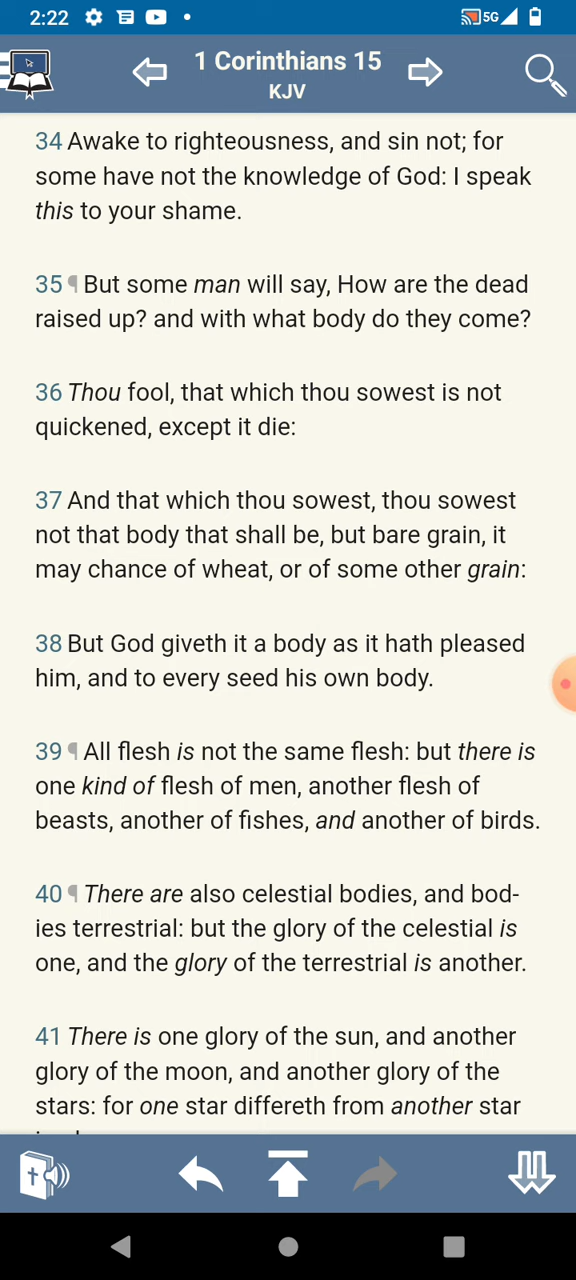 2:22
5G
1 Corinthians 15
KJV
34 Awake to righteousness, and sin not; for
some have not the knowledge of God: I speak
this to your shame.
35 ¶ But some man will say, How are the dead
raised up? and with what body do they come?
36 Thou fool, that which thou sowest is not
quickened, except it die:
37 And that which thou sowest, thou sowest
not that body that shall be, but bare grain, it
may chance of wheat, or of some other grain:
38 But God giveth it a body as it hath pleased
him, and to every seed his own body.
39 ¶ All flesh is not the same flesh: but there is
one kind of flesh of men, another flesh of
beasts, another of fishes, and another of birds.
40 ¶ There are also celestial bodies, and bod-
ies terrestrial: but the glory of the celestial is
one, and the glory of the terrestrial is another.
41 There is one glory of the sun, and another
glory of the moon, and another glory of the
stars: for one star differeth from another star